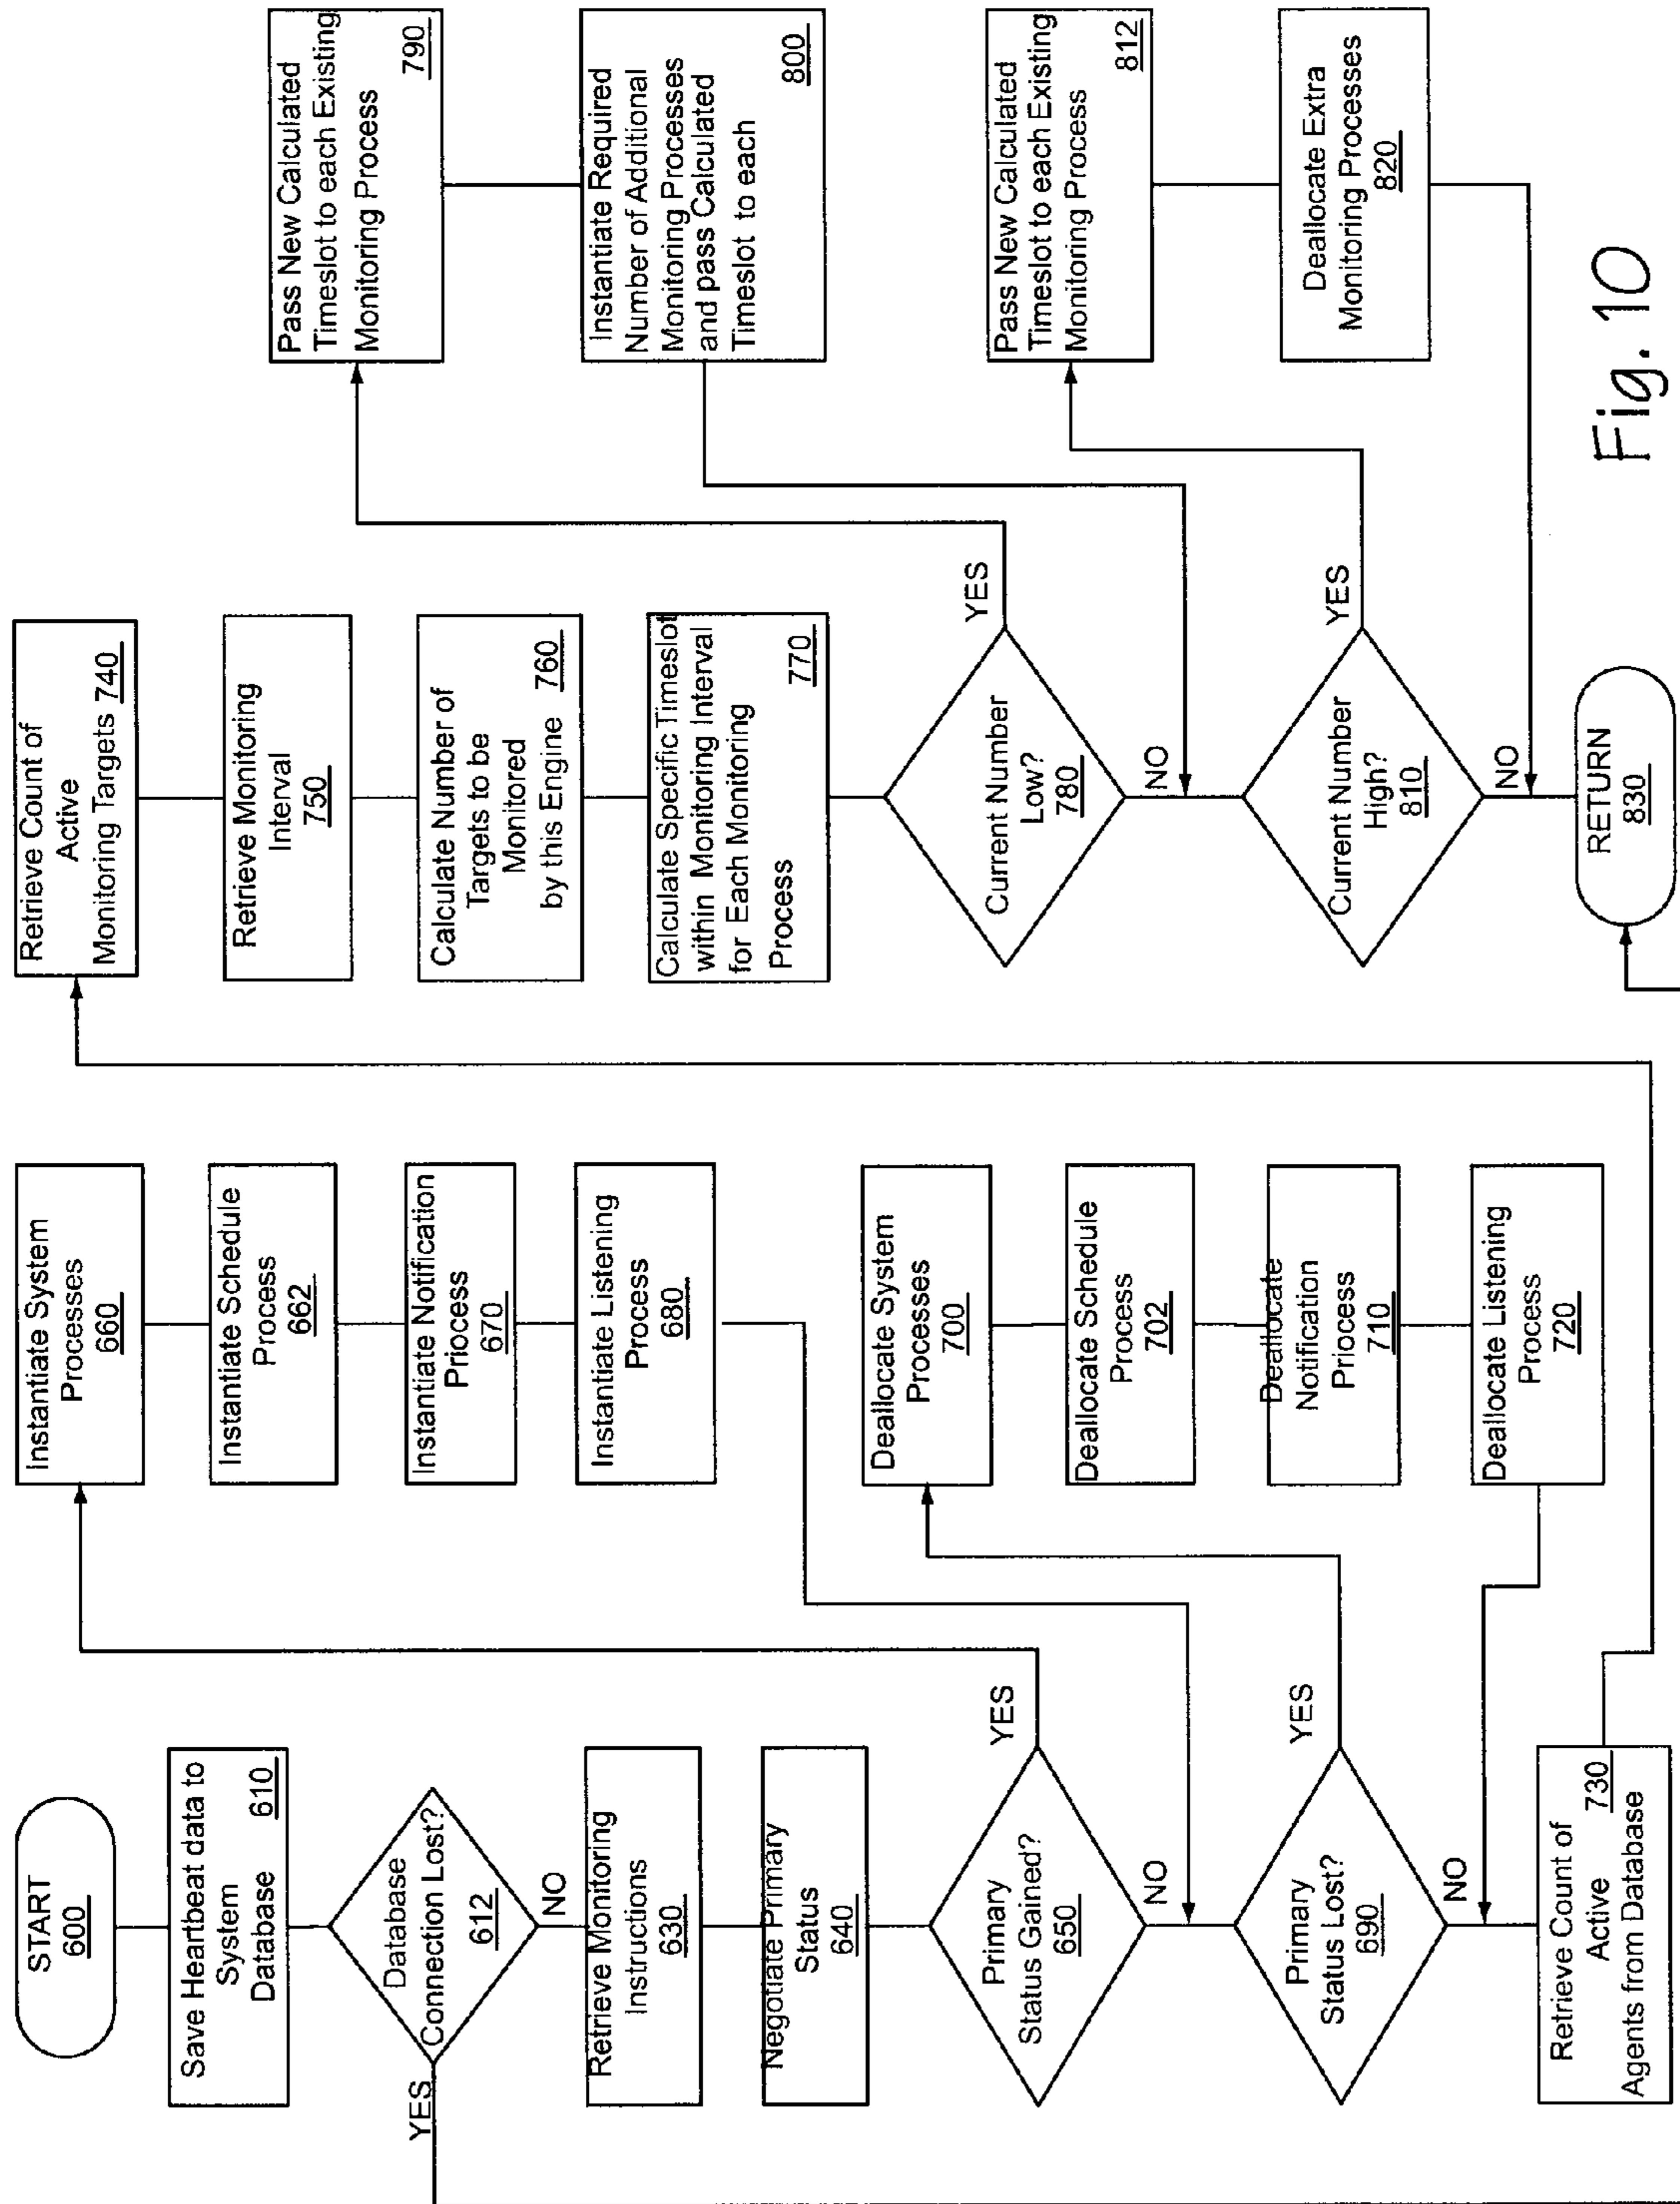 START
600
Save Heartbeat data to
System
Database 610
Database
Connection Lost?
612
YES
NO
Retrieve Monitoring
Instructions
630
Negotiate Primary
Status
640
Primary
Status Gained?
650
YES
NO
Primary
Status Lost?
690
YES
NO
Retrieve Count of
Active 730
Agents from Database
Instantiate System
Processes
660
Instantiate Schedule
Process
662
Instantiate Notification
Priocess
670
Instantiate Listening
Process
680
Deallocate System
Processes
700
Deallocate Schedule
Process
702
Deallocate
Notification
Priocess
710
Deallocate Listening
Process
720
Retrieve Count of
Active
Monitoring Targets 740
Retrieve Monitoring
Interval
750
Calculate Number of
Targets to be
Monitored
by this Engine 760
Calculate Specific Timeslot
within Monitoring Interval
for Each Monitoring
Process 770
Current Number
Low?
780
YES
NO
Current Number
High?
810
YES
NO
RETURN
830
Pass New Calculated
Timeslot to each Existing
Monitoring Process
790
Instantiate Required
Number of Additional
Monitoring Processes
and pass Calculated
Timeslot to each 800
Pass New Calculated
Timeslot to each Existing
Monitoring Process
812
Deallocate Extra
Monitoring Processes
820
Fig. 10